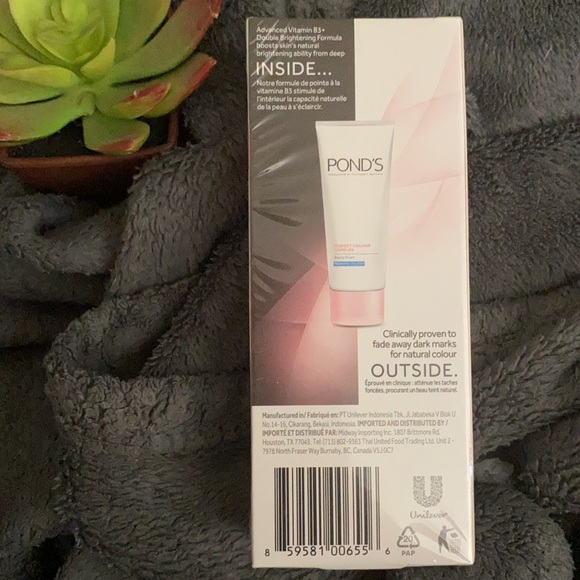 Advanced Vitamin B3+
Double Brightening Formula
boosts skin's natural
brightening ability from deep
INSIDE...
Notre formule de pointe à la
vitamine B3 stimule de
l'intérieur la capacité naturelle
de la peau à s'éclaircir.
POND'S
Clinically proven to
fade away dark marks
for natural colour
OUTSIDE.
Éprouvé en clinique : atténue les taches
foncées, procurant un beau teint naturel.
Manufactured in/ Fabriqué en: PT Unilever Indonesia Tbk., Jl. Jababeka V Blok U
No. 14-16, Cikarang, Bekasi, Indonesia. IMPORTED AND DISTRIBUTED BY /
IMPORTÉ ET DISTRIBUÉ PAR: Midway Importing Inc. 1807 Brittmore Rd,
Houston, TX 77043. Tel: (713) 802-9363 Thai United Food Trading Ltd. Unit 2 -
7978 North Fraser Way Burnaby, BC, Canada V5J 0C7
Unilever
8 59581 00655 6
20
PAP